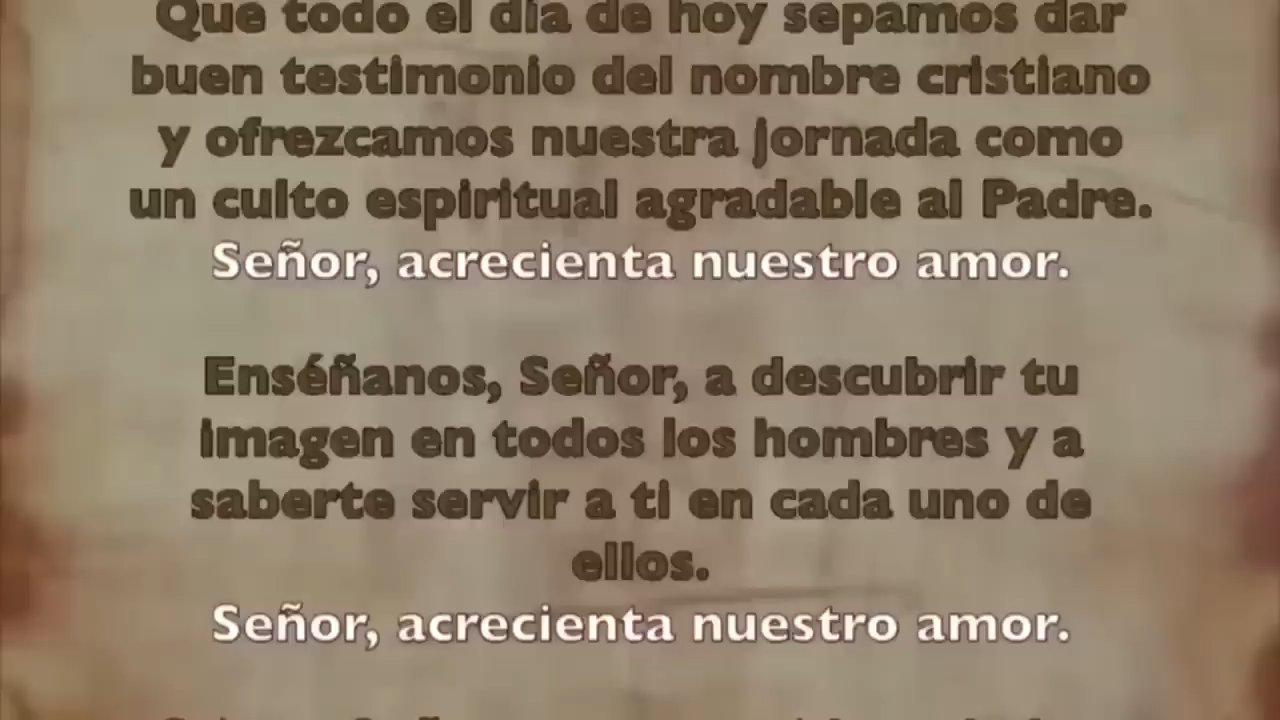 Que todo el día de hoy sepamos dar
buen testimonio del nombre cristiano
y ofrezcamos nuestra jornada como
un culto espiritual agradable al Padre.
Señor, acrecienta nuestro amor.
Enséñanos, Señor, a descubrir tu
imagen en todos los hombres y a
saberte servir a ti en cada uno de
ellos.
Señor, acrecienta nuestro amor.